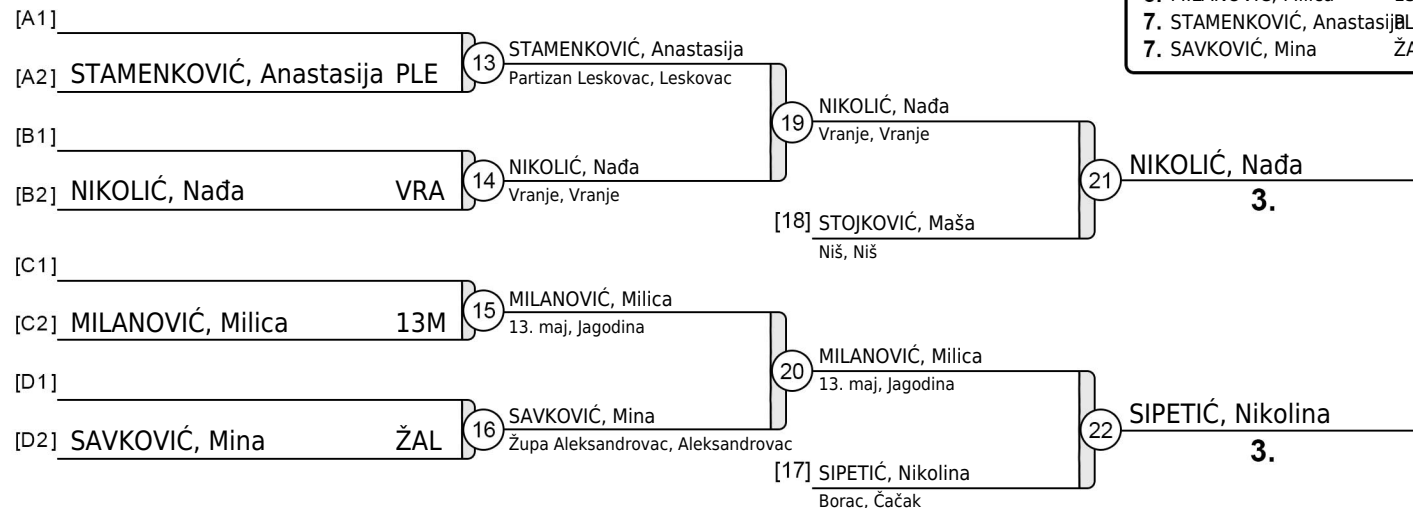 7. STAMENKOVIĆ, Anastasija
7. SAVKOVIĆ, Mina
[A1]
[A2] STAMENKOVIĆ, Anastasija PLE
13
STAMENKOVIĆ, Anastasija
Partizan Leskovac, Leskovac
[B1]
[B2] NIKOLIĆ, Nađa VRA
14
NIKOLIĆ, Nađa
Vranje, Vranje
19
NIKOLIĆ, Nađa
Vranje, Vranje
[18] STOJKOVIĆ, Maša
Niš, Niš
21
NIKOLIĆ, Nađa
3.
[C1]
[C2] MILANOVIĆ, Milica 13M
15
MILANOVIĆ, Milica
13. maj, Jagodina
[D1]
[D2] SAVKOVIĆ, Mina ŽAL
16
SAVKOVIĆ, Mina
Župa Aleksandrovac, Aleksandrovac
20
MILANOVIĆ, Milica
13. maj, Jagodina
[17] SIPETIĆ, Nikolina
Borac, Čačak
22
SIPETIĆ, Nikolina
3.